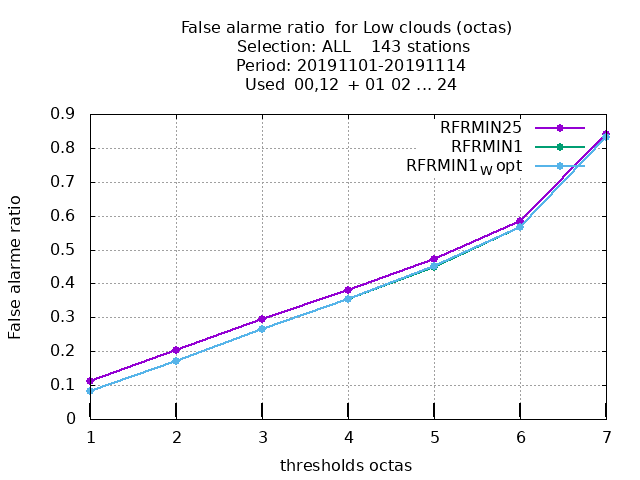 False alarme ratio  for Low clouds (octas)
Selection: ALL    143 stations
Period: 20191101-20191114
Used  00,12  + 01 02 ... 24
RFRMIN25
RFRMIN1
RFRMIN1W opt
0.9
0.8
0.7
0.6
0.5
0.4
0.3
0.2
0.1
0
False alarme ratio
1 2 3 4 5 6 7
thresholds octas